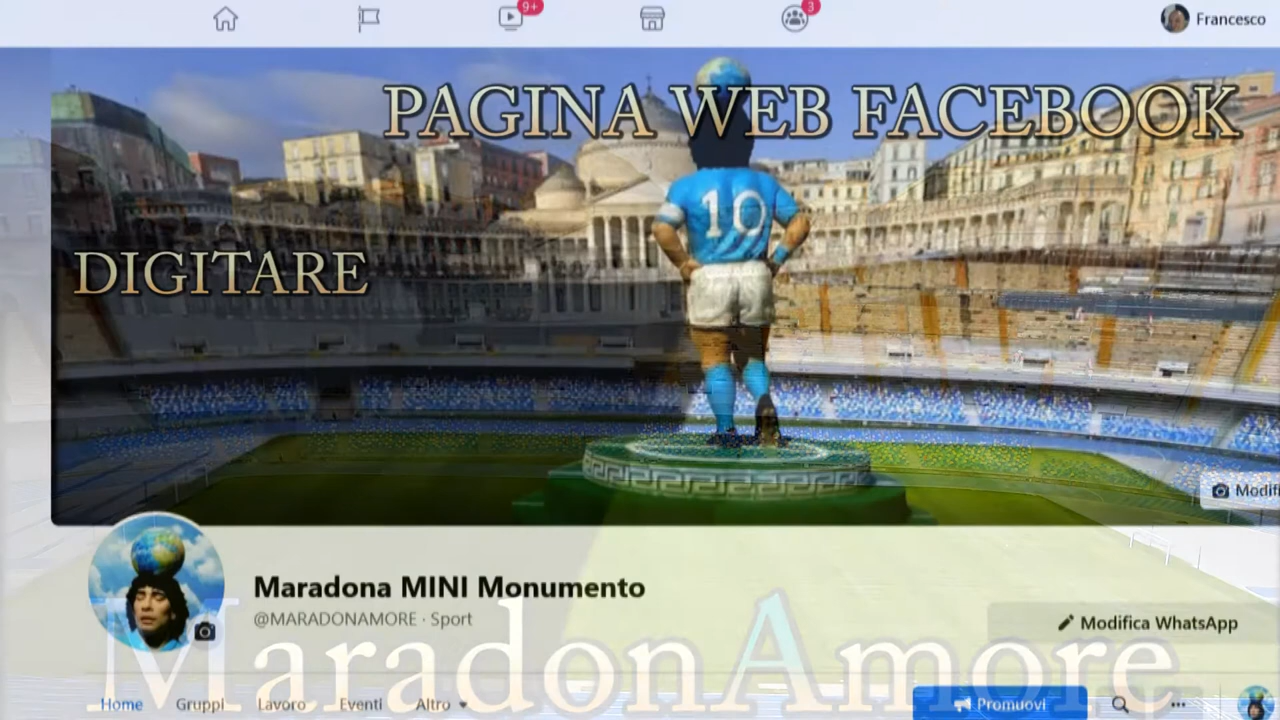 9+
3
Francesco
PAGINA WEB FACEBOOK
10
DIGITARE
Maradona MINI Monumento
@MARADONAMORE · Sport
Modifica WhatsApp
MaradonAmore
Home Gruppi Lavoro Eventi Altro
Promuovi